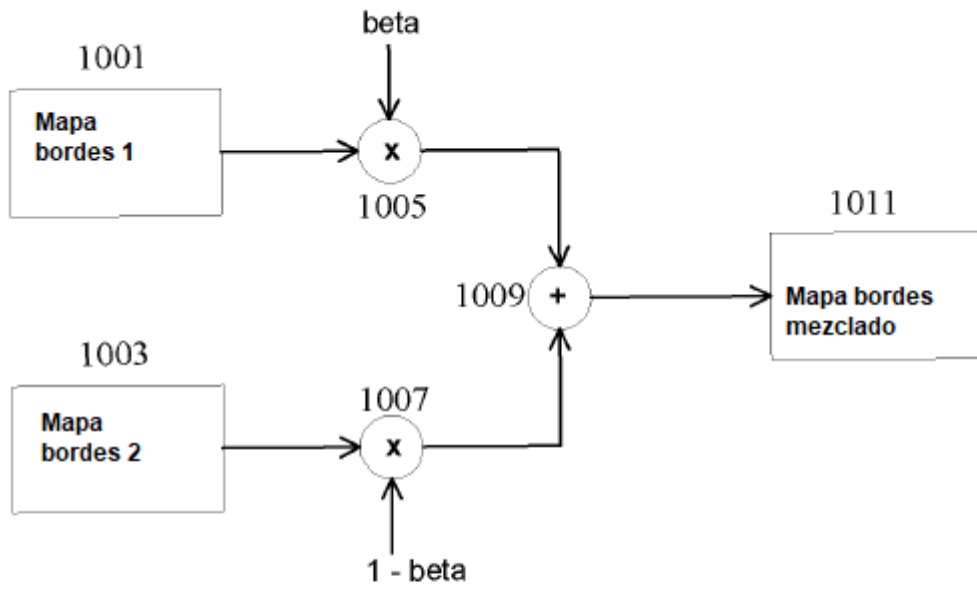 beta
1001
Mapa
bordes 1
x
1005
1011
1009
+
Mapa bordes
mezclado
1003
1007
Mapa
bordes 2
x
1 - beta